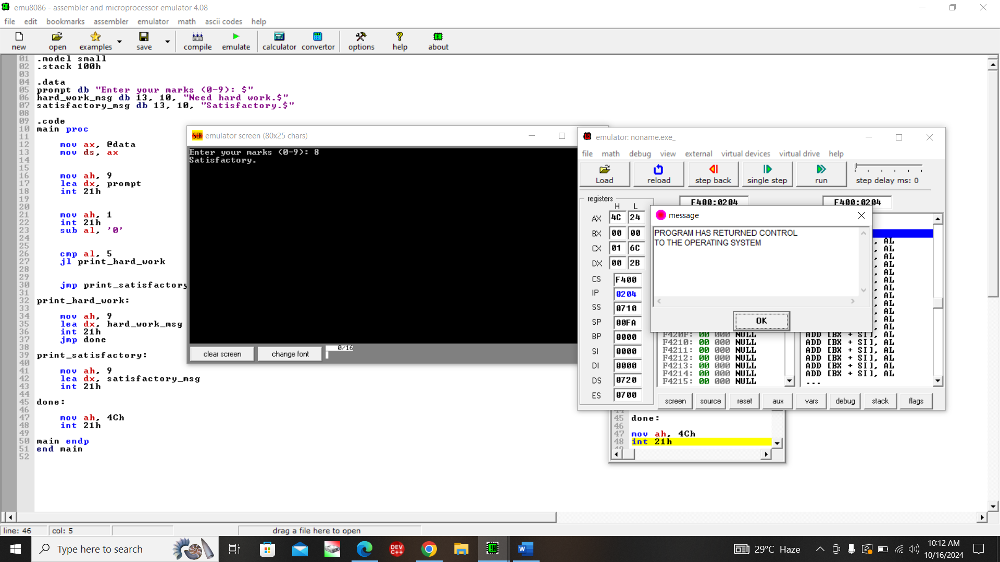 emu8086 - assembler and microprocessor emulator 4.08
file edit bookmarks assembler emulator math ascii codes help
new open examples save compile emulate calculator convertor options help about
01 .model small
02 .stack 100h
03
04 .data
05 prompt db "Enter your marks (0-9): $"
06 hard_work_msg db 13, 10, "Need hard work.$"
07 satisfactory_msg db 13, 10, "Satisfactory.$"
08
09 .code
10 main proc
11
12 mov ax, @data
13 mov ds, ax
14
15
16 mov ah, 9
17 lea dx, prompt
18 int 21h
19
20
21 mov ah, 1
22 int 21h
23 sub al, '0'
24
25
26 cmp al, 5
27 jl print_hard_work
28
29
30 jmp print_satisfactory
31
32 print_hard_work:
33
34 mov ah, 9
35 lea dx, hard_work_msg
36 int 21h
37 jmp done
38
39 print_satisfactory:
40
41 mov ah, 9
42 lea dx, satisfactory_msg
43 int 21h
44
45 done:
46
47 mov ah, 4Ch
48 int 21h
49
50 main endp
51 end main
52
SCR emulator screen (80x25 chars)
Enter your marks (0-9): 8
Satisfactory.
clear screen change font 0/16
emulator: noname.exe_
file math debug view external virtual devices virtual drive help
Load reload step back single step run step delay ms: 0
registers F400:0204 F400:0204
H L
AX 4C 24
BX 00 00
CX 01 6C
DX 00 2B
CS F400
IP 0204
SS 0710
SP 00FA
BP 0000
SI 0000
DI 0000
DS 0720
ES 0700
message
PROGRAM HAS RETURNED CONTROL
TO THE OPERATING SYSTEM
OK
, AL
, AL
, AL
, AL
, AL
, AL
, AL
, AL
, AL
, AL
, AL
, AL
F420F: 00 000 NULL ADD [BX + SI], AL
F4210: 00 000 NULL ADD [BX + SI], AL
F4211: 00 000 NULL ADD [BX + SI], AL
F4212: 00 000 NULL ADD [BX + SI], AL
F4213: 00 000 NULL ADD [BX + SI], AL
F4214: 00 000 NULL ADD [BX + SI], AL
F4215: 00 000 NULL ...
screen source reset aux vars debug stack flags
44
45 done:
46
47 mov ah, 4Ch
48 int 21h
line: 46 col: 5 drag a file here to open
Type here to search
DEV C++
29°C Haze
10:12 AM
10/16/2024